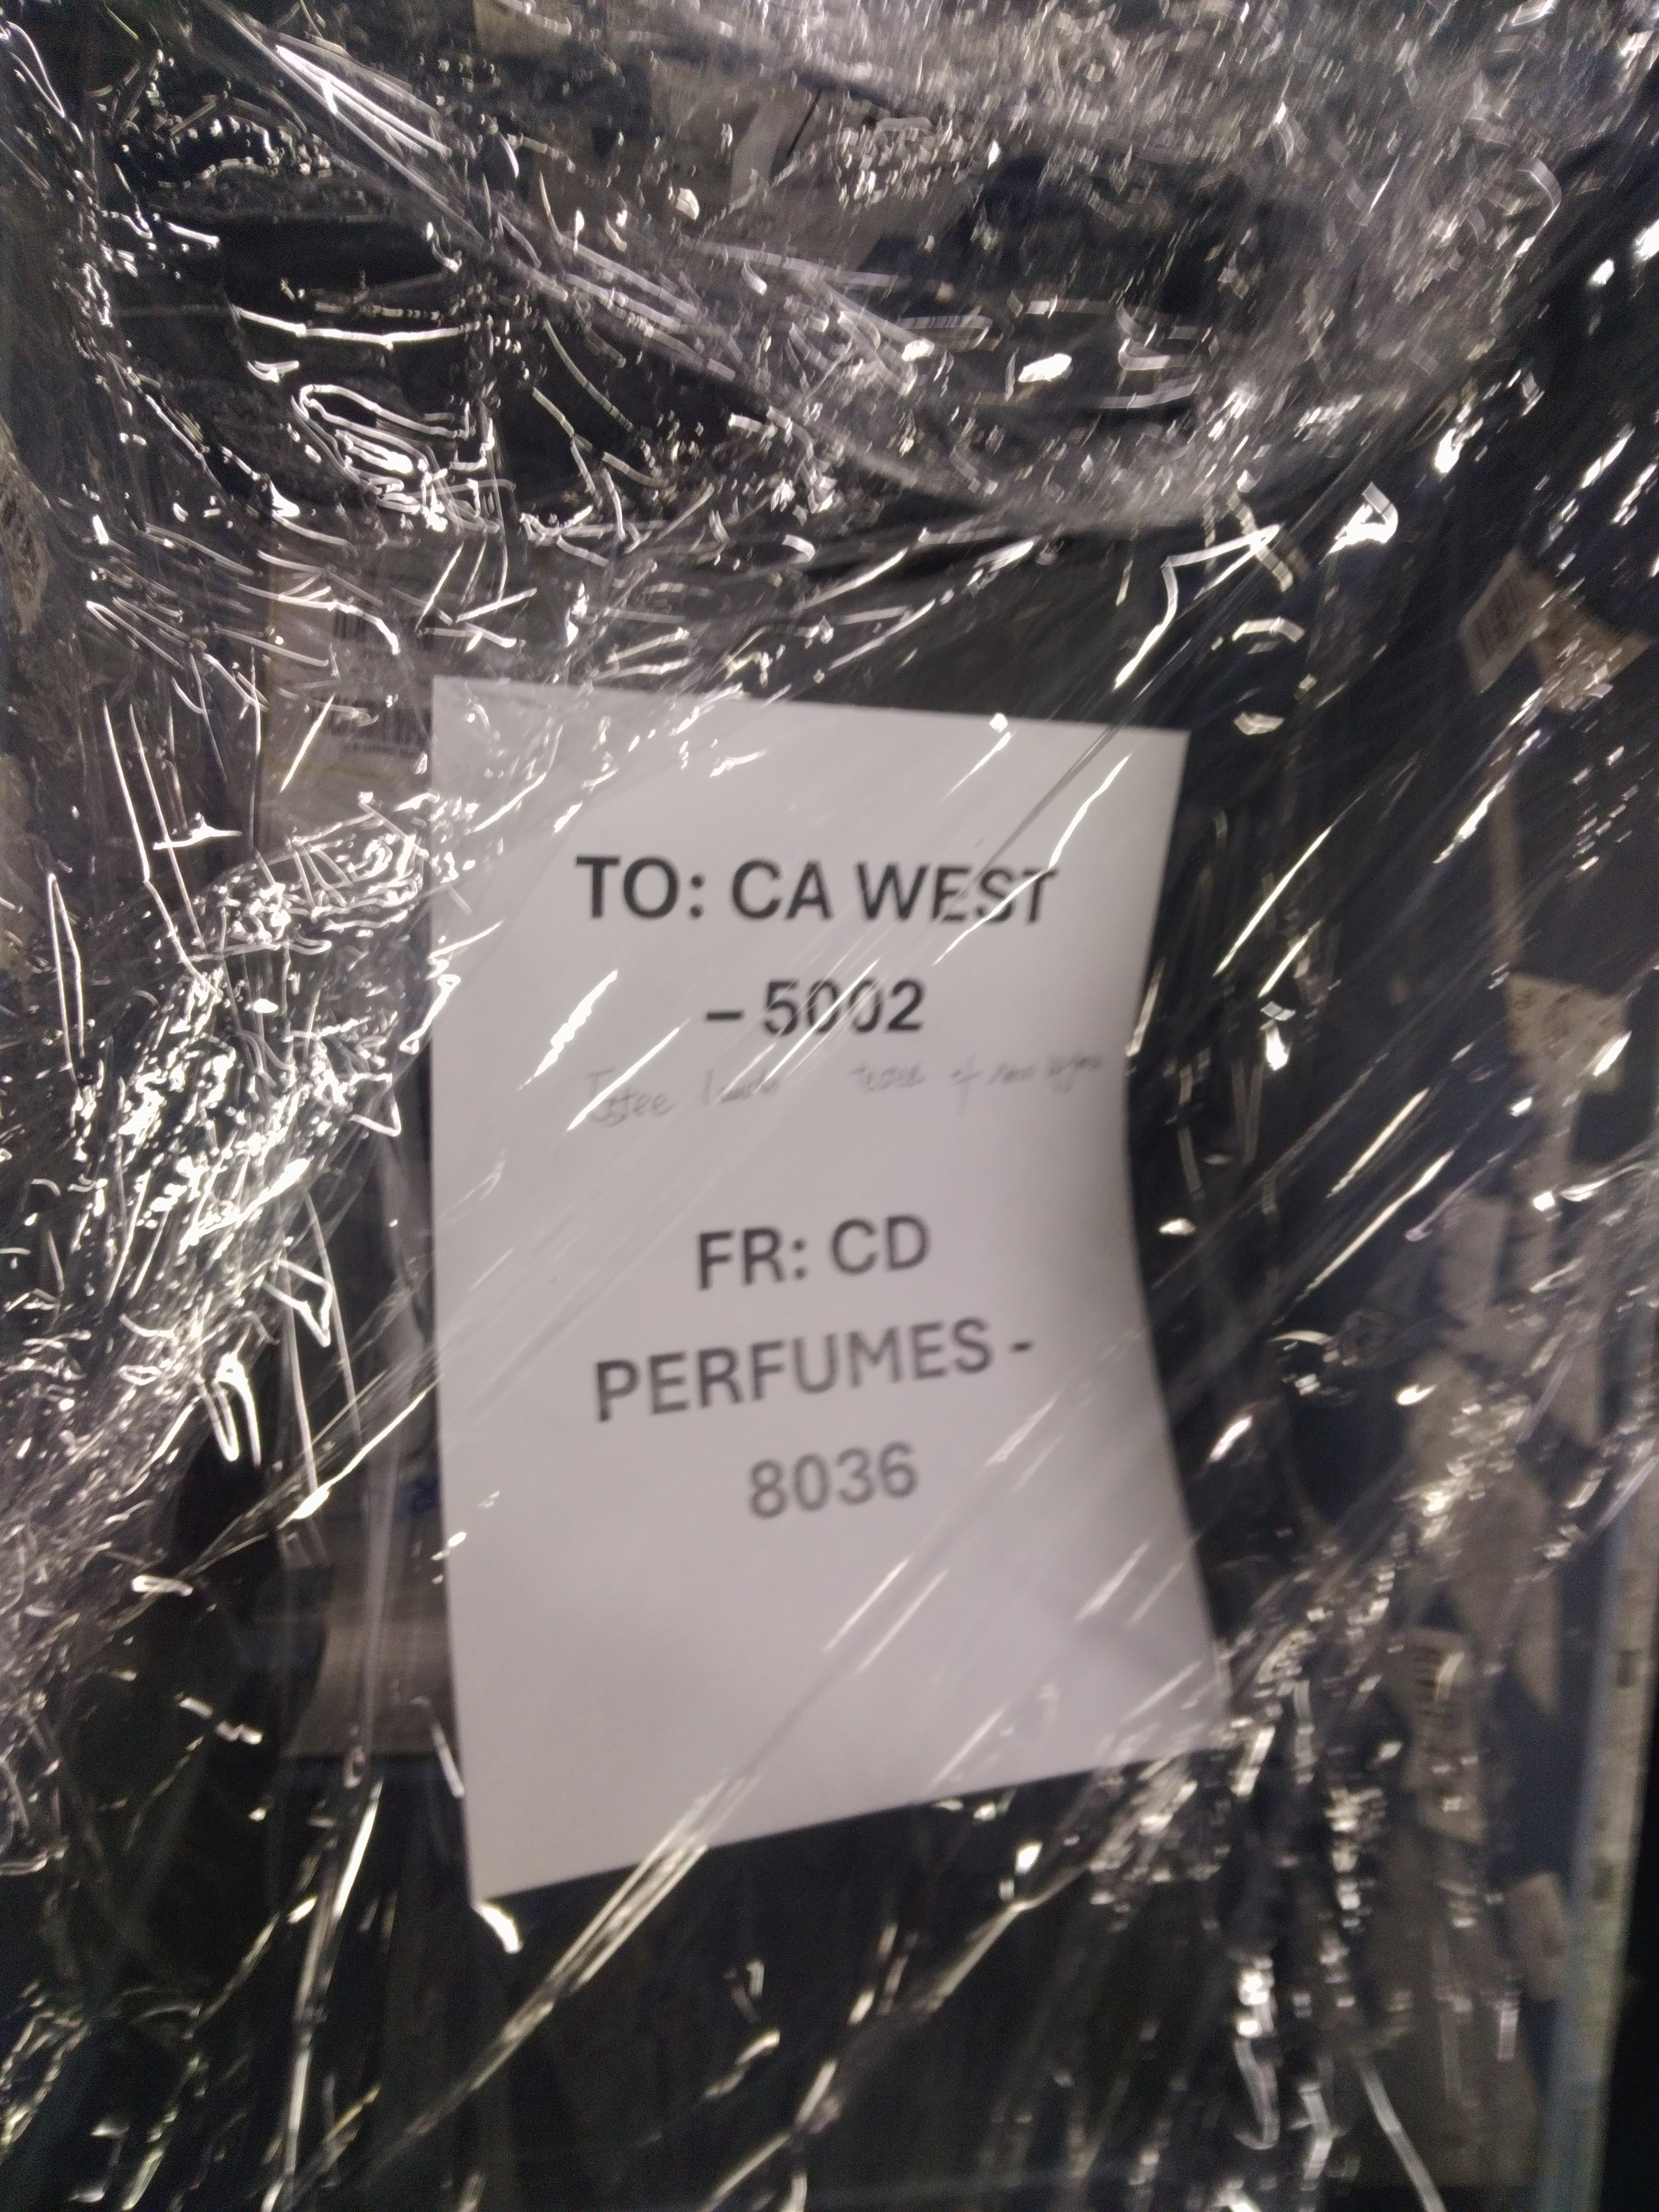 TO: CA WEST
– 5002
FR: CD
PERFUMES -
8036